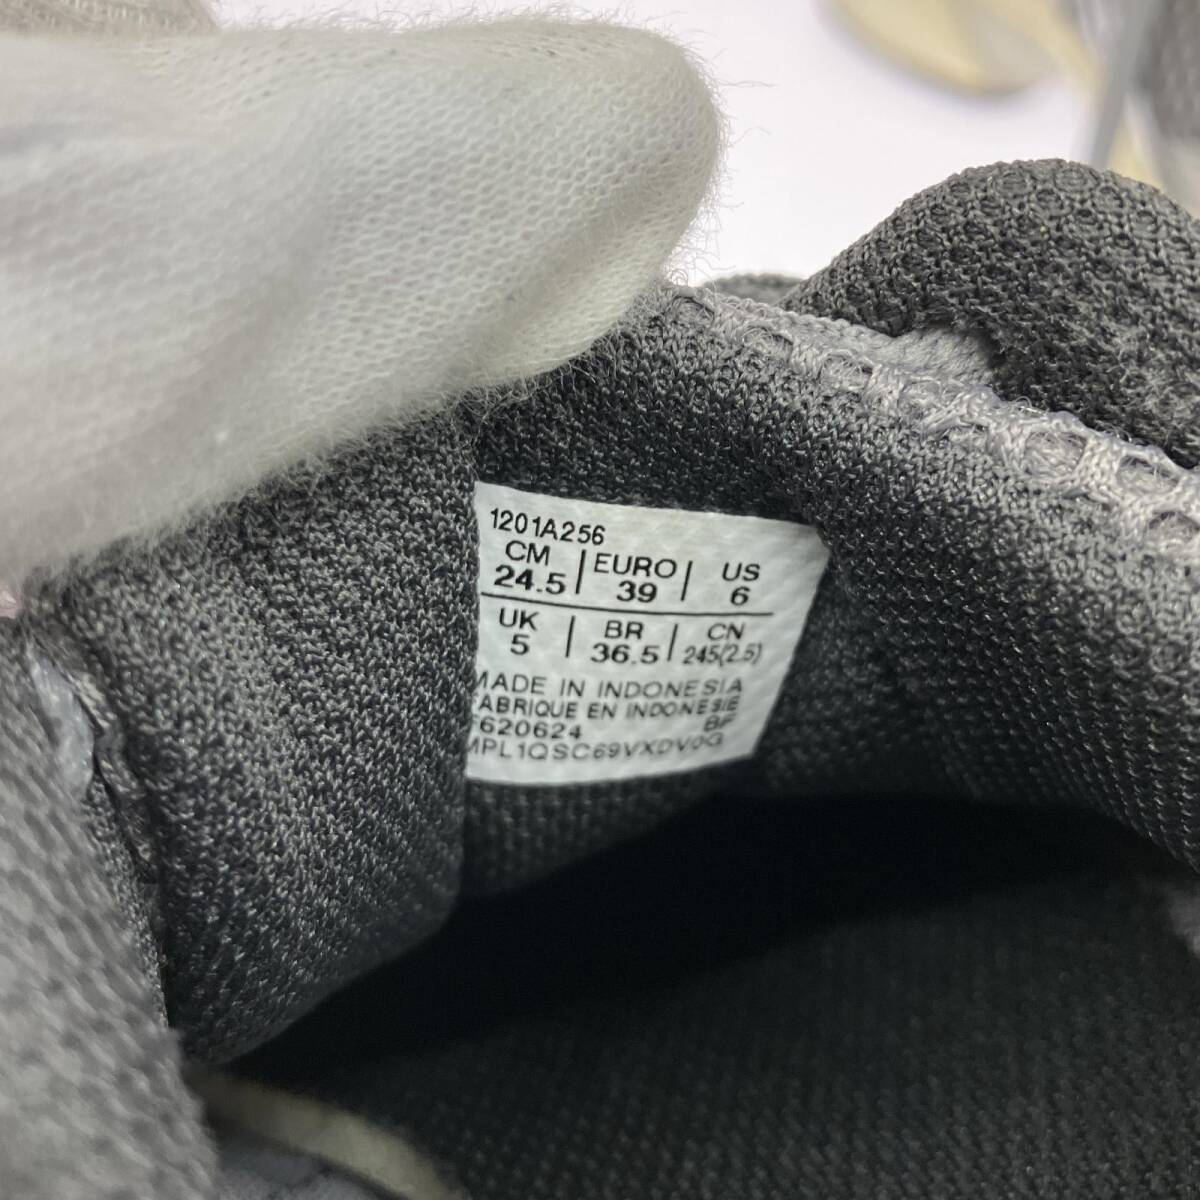 1201A256
CM EURO US
24.5 39 6
UK BR CN
5 36.5 245(2.5)
MADE IN INDONESIA
FABRIQUE EN INDONESIE
F620624 BF
MPL1QSC69VXDV0G